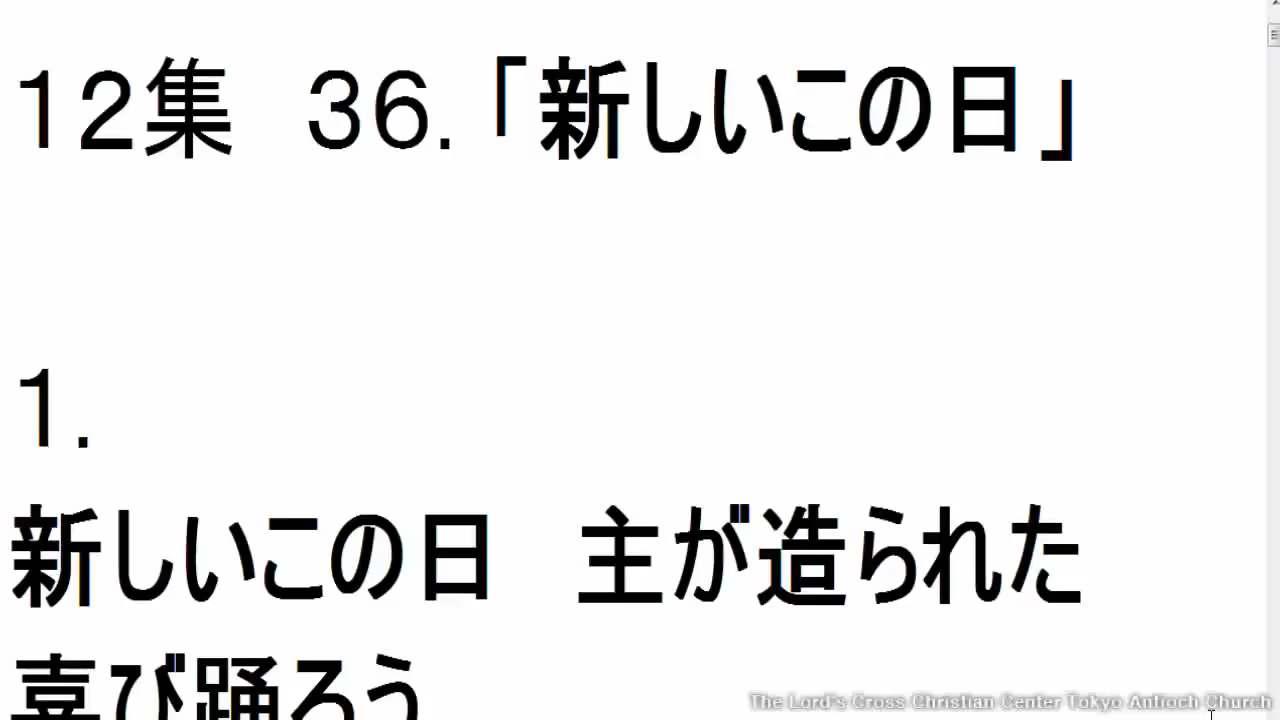 12集　36.「新しいこの日」
1.
新しいこの日　主が造られた
喜び踊ろう
The Lord's Cross Christian Center Tokyo Antioch Church